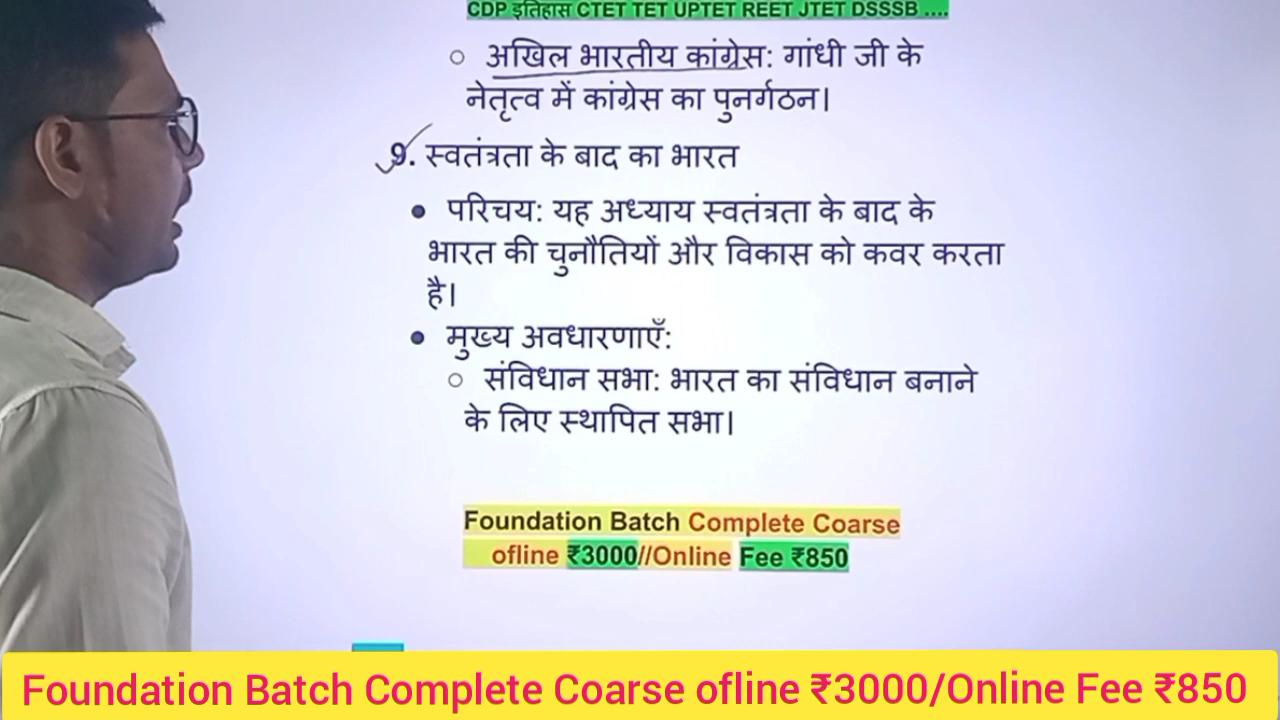 CDP इतिहास CTET TET UPTET REET JTET DSSSB ....
○ अखिल भारतीय कांग्रेस: गांधी जी के
नेतृत्व में कांग्रेस का पुनर्गठन।
9. स्वतंत्रता के बाद का भारत
● परिचय: यह अध्याय स्वतंत्रता के बाद के
भारत की चुनौतियों और विकास को कवर करता
है।
● मुख्य अवधारणाएँ:
○ संविधान सभा: भारत का संविधान बनाने
के लिए स्थापित सभा।
Foundation Batch Complete Coarse
ofline ₹3000//Online Fee ₹850
Foundation Batch Complete Coarse ofline ₹3000/Online Fee ₹850